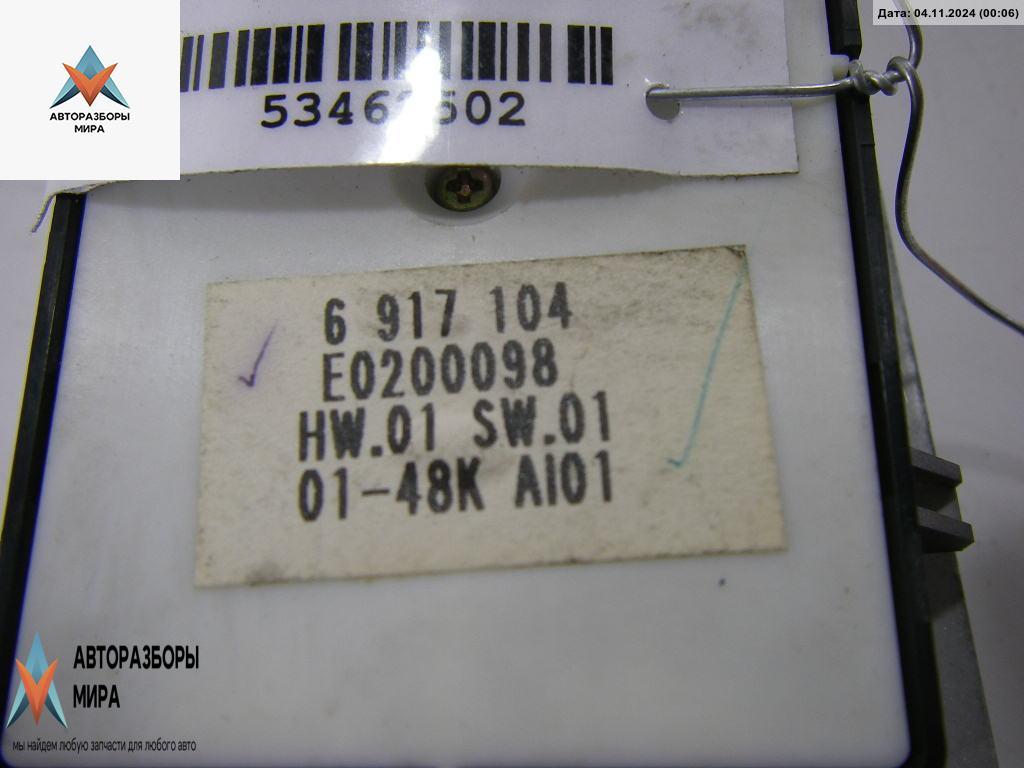 Дата: 04.11.2024 (00:06)
АВТОРАЗБОРЫ
МИРА
6 917 104
E0200098
HW.01 SW.01
01-48K AI01
АВТОРАЗБОРЫ
МИРА
мы найдем любую запчасти для любого авто